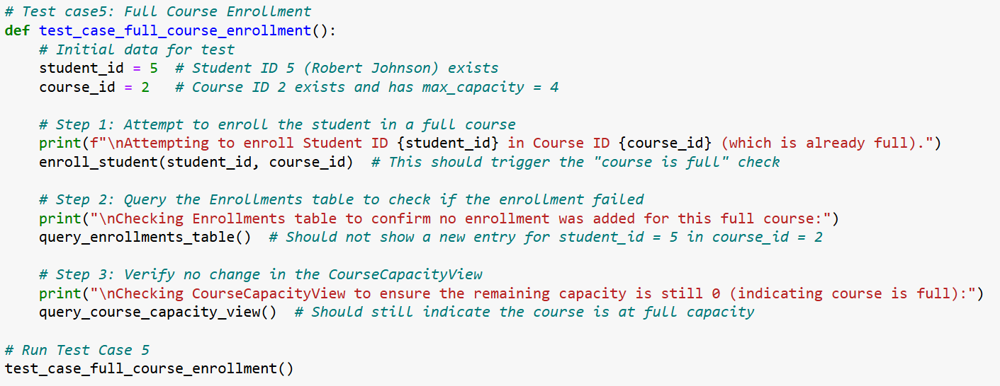 # Test case5: Full Course Enrollment
def test_case_full_course_enrollment():
    # Initial data for test
    student_id = 5  # Student ID 5 (Robert Johnson) exists
    course_id = 2   # Course ID 2 exists and has max_capacity = 4

    # Step 1: Attempt to enroll the student in a full course
    print(f"\nAttempting to enroll Student ID {student_id} in Course ID {course_id} (which is already full).")
    enroll_student(student_id, course_id)  # This should trigger the "course is full" check

    # Step 2: Query the Enrollments table to check if the enrollment failed
    print("\nChecking Enrollments table to confirm no enrollment was added for this full course:")
    query_enrollments_table()  # Should not show a new entry for student_id = 5 in course_id = 2

    # Step 3: Verify no change in the CourseCapacityView
    print("\nChecking CourseCapacityView to ensure the remaining capacity is still 0 (indicating course is full):")
    query_course_capacity_view()  # Should still indicate the course is at full capacity

# Run Test Case 5
test_case_full_course_enrollment()